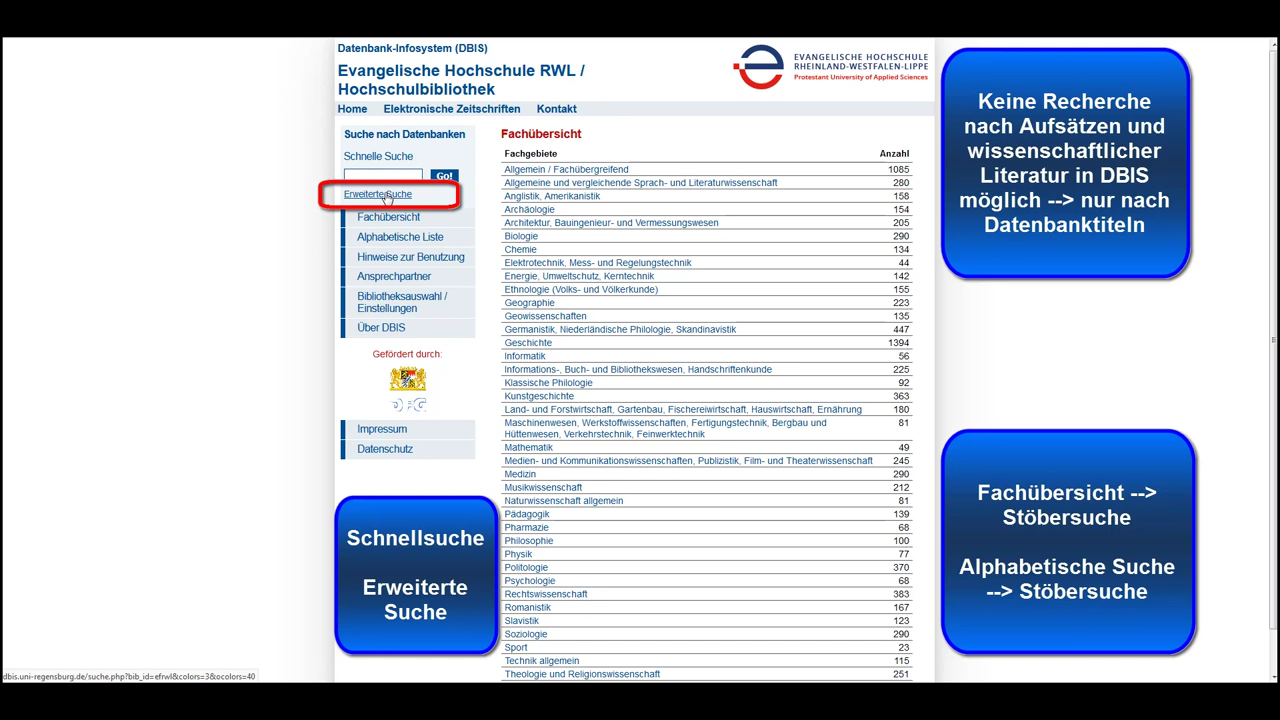 Datenbank-Infosystem (DBIS)
Evangelische Hochschule RWL /
Hochschulbibliothek
EVANGELISCHE HOCHSCHULE
RHEINLAND-WESTFALEN-LIPPE
Protestant University of Applied Sciences
Home Elektronische Zeitschriften Kontakt
Suche nach Datenbanken
Schnelle Suche
Go!
Erweiterte Suche
Fachübersicht
Alphabetische Liste
Hinweise zur Benutzung
Ansprechpartner
Bibliotheksauswahl /
Einstellungen
Über DBIS
Gefördert durch:
DFG
Impressum
Datenschutz
Fachübersicht
Fachgebiete Anzahl
Allgemein / Fachübergreifend 1085
Allgemeine und vergleichende Sprach- und Literaturwissenschaft 280
Anglistik, Amerikanistik 158
Archäologie 154
Architektur, Bauingenieur- und Vermessungswesen 205
Biologie 290
Chemie 134
Elektrotechnik, Mess- und Regelungstechnik 44
Energie, Umweltschutz, Kerntechnik 142
Ethnologie (Volks- und Völkerkunde) 155
Geographie 223
Geowissenschaften 135
Germanistik, Niederländische Philologie, Skandinavistik 447
Geschichte 1394
Informatik 56
Informations-, Buch- und Bibliothekswesen, Handschriftenkunde 225
Klassische Philologie 92
Kunstgeschichte 363
Land- und Forstwirtschaft, Gartenbau, Fischereiwirtschaft, Hauswirtschaft, Ernährung 180
Maschinenwesen, Werkstoffwissenschaften, Fertigungstechnik, Bergbau und 81
Hüttenwesen, Verkehrstechnik, Feinwerktechnik
Mathematik 49
Medien- und Kommunikationswissenschaften, Publizistik, Film- und Theaterwissenschaft 245
Medizin 290
Musikwissenschaft 212
Naturwissenschaft allgemein 81
Pädagogik 139
Pharmazie 68
Philosophie 100
Physik 77
Politologie 370
Psychologie 68
Rechtswissenschaft 383
Romanistik 167
Slavistik 123
Soziologie 290
Sport 23
Technik allgemein 115
Theologie und Religionswissenschaft 251
Keine Recherche
nach Aufsätzen und
wissenschaftlicher
Literatur in DBIS
möglich --> nur nach
Datenbanktiteln
Fachübersicht -->
Stöbersuche
Alphabetische Suche
--> Stöbersuche
Schnellsuche
Erweiterte
Suche
dbis.uni-regensburg.de/suche.php?bib_id=efrwl&colors=3&ocolors=40